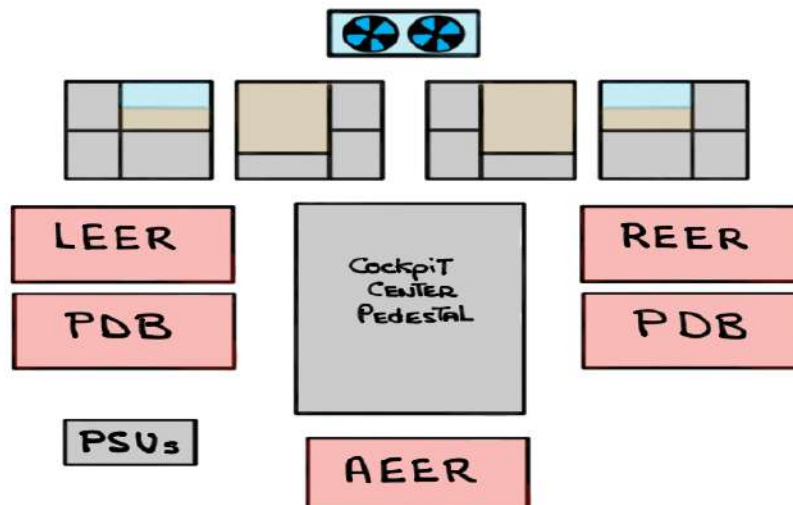 LEER
REER
COCKPIT
CENTER
PEDESTAL
PDB
PDB
PSUs
AEER